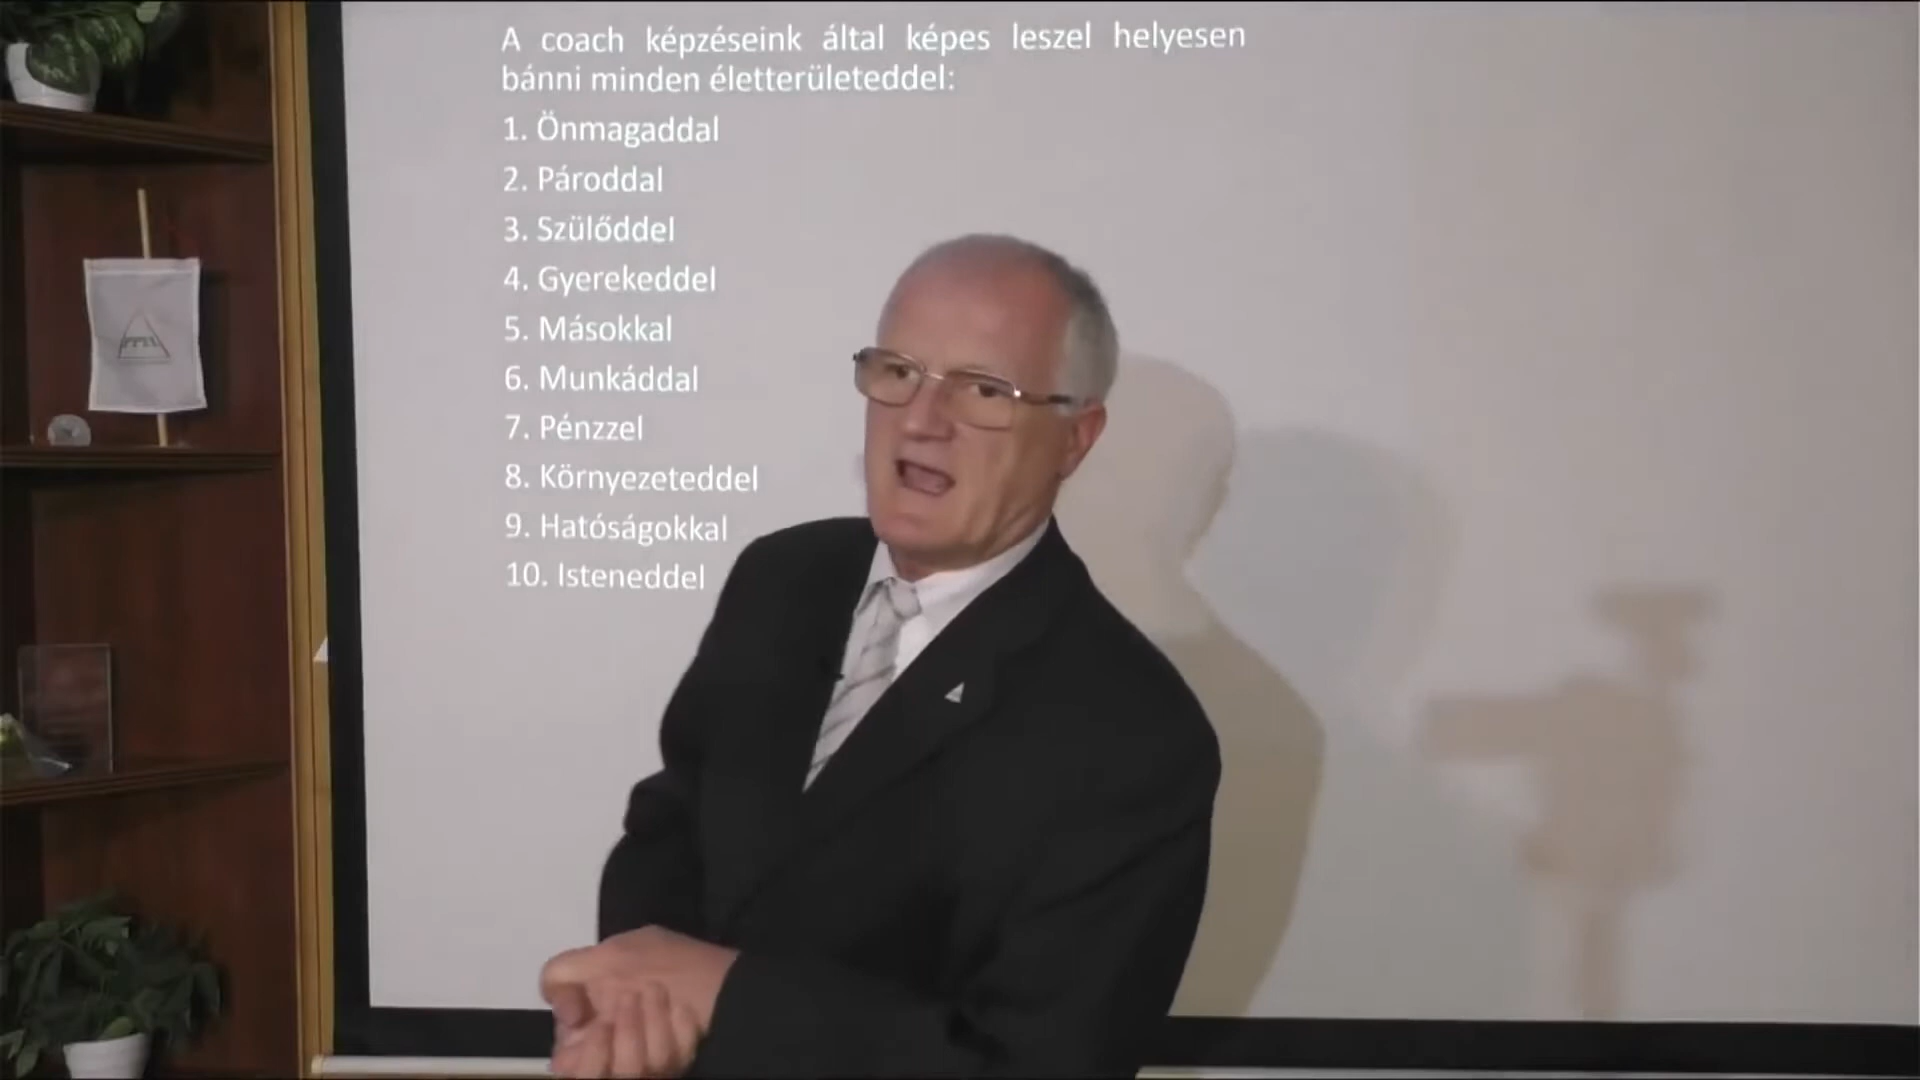 A coach képzéseink által képes leszel helyesen
bánni minden életterületeddel:
1. Önmagaddal
2. Pároddal
3. Szülőddel
4. Gyerekeddel
5. Másokkal
6. Munkáddal
7. Pénzzel
8. Környezeteddel
9. Hatóságokkal
10. Isteneddel